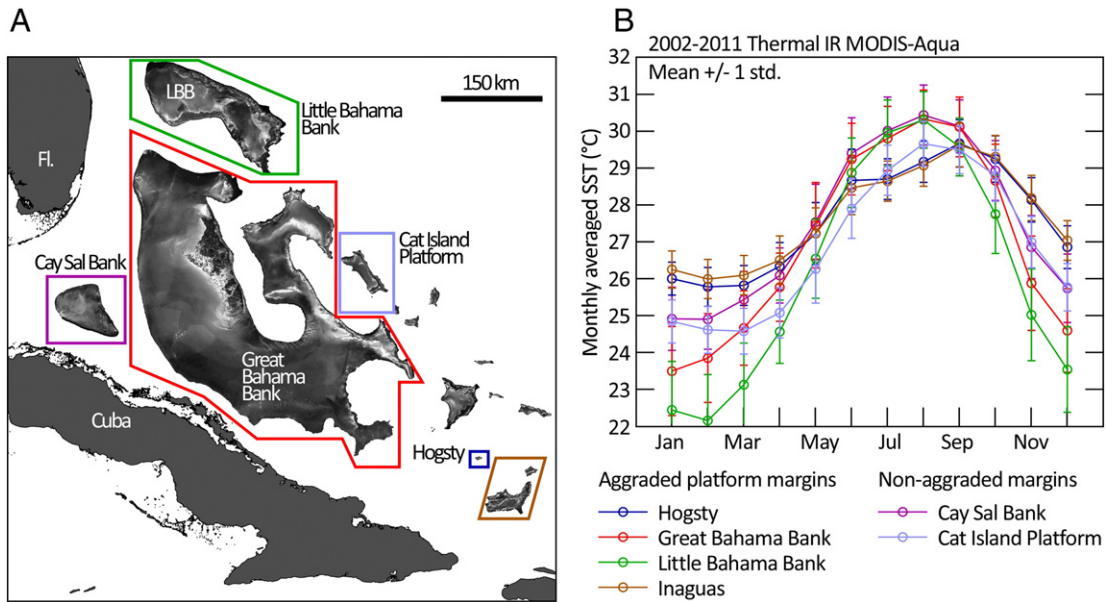 A
LBB
Little Bahama
Bank
150 km
Fl.
Cat Island
Platform
Cay Sal Bank
Great
Bahama
Bank
Cuba
Hogsty
B
2002-2011 Thermal IR MODIS-Aqua
Mean +/- 1 std.
Monthly averaged SST (°C)
32
31
30
29
28
27
26
25
24
23
22
Jan Mar May Jul Sep Nov
Aggraded platform margins
Hogsty
Great Bahama Bank
Little Bahama Bank
Inaguas
Non-aggraded margins
Cay Sal Bank
Cat Island Platform